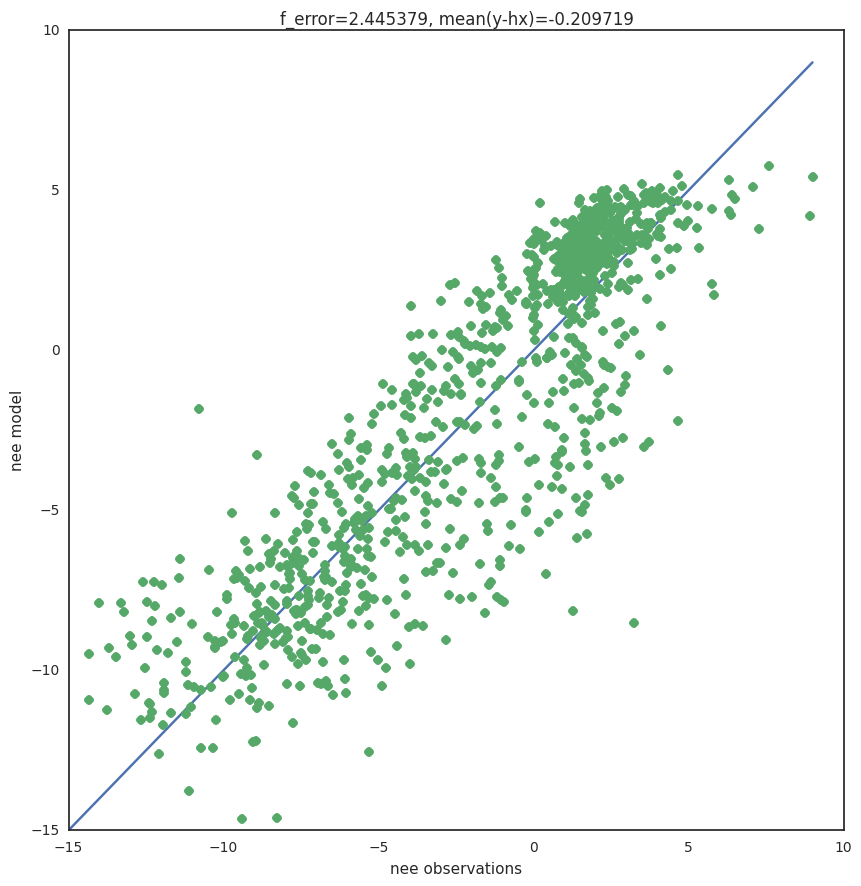 f_error=2.445379, mean(y-hx)=-0.209719
10
5
0
−5
−10
−15
nee model
−15 −10 −5 0 5 10
nee observations